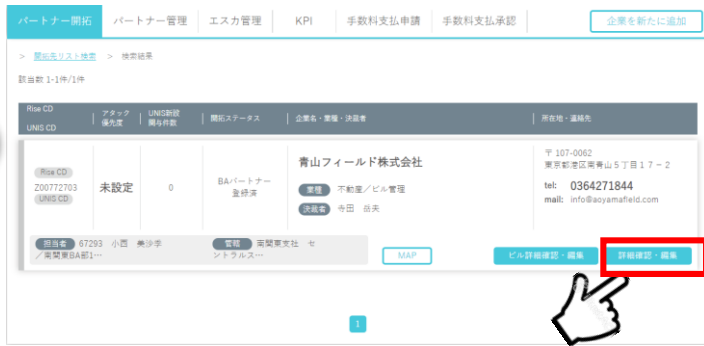 パートナー開拓 パートナー管理 エスカ管理 KPI 手数料支払申請 手数料支払承認 企業を新たに追加
> 開拓先リスト検索 > 検索結果
該当数 1-1件/1件
Rise CD
UNIS CD
アタック
優先度
UNIS新設
関与件数
開拓ステータス
企業名・業種・決裁者
所在地・連絡先
Rise CD
Z00772703
UNIS CD
未設定
0
BAパートナー
登録済
青山フィールド株式会社
業種 不動産／ビル管理
決裁者 寺田 岳夫
〒 107-0062
東京都港区南青山５丁目１７－２
tel: 0364271844
mail: info@aoyamafield.com
担当者 67293 小西 美沙季
／南関東BA部1…
管轄 南関東支社 セ
ントラルス…
MAP
ビル詳細確認・編集
詳細確認・編集
1